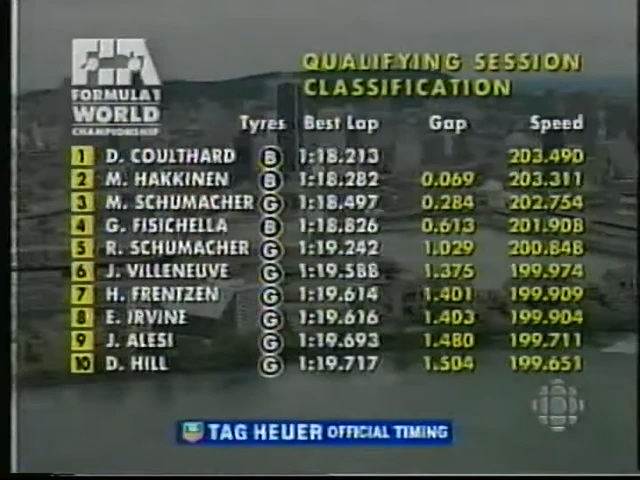 FIA
FORMULA 1
WORLD
CHAMPIONSHIP
QUALIFYING SESSION
CLASSIFICATION
Tyres Best Lap Gap Speed
1 D. COULTHARD B 1:18.213 203.490
2 M. HAKKINEN B 1:18.282 0.069 203.311
3 M. SCHUMACHER G 1:18.497 0.284 202.754
4 G. FISICHELLA B 1:18.826 0.613 201.908
5 R. SCHUMACHER G 1:19.242 1.029 200.848
6 J. VILLENEUVE G 1:19.588 1.375 199.974
7 H. FRENTZEN G 1:19.614 1.401 199.909
8 E. IRVINE G 1:19.616 1.403 199.904
9 J. ALESI G 1:19.693 1.480 199.711
10 D. HILL G 1:19.717 1.504 199.651
TAG HEUER OFFICIAL TIMING